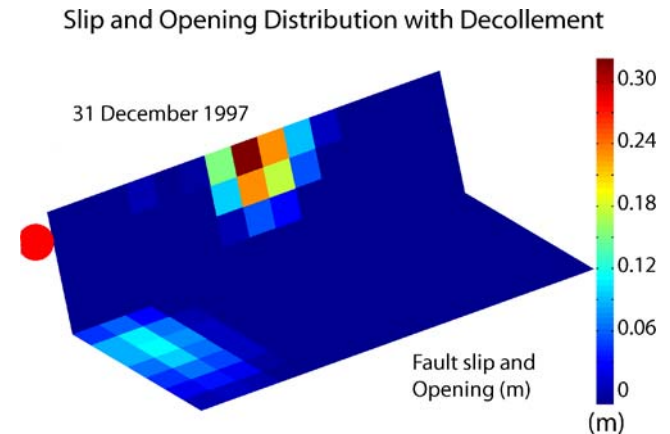 Slip and Opening Distribution with Decollement
31 December 1997
0.30
0.24
0.18
0.12
0.06
0
Fault slip and
Opening (m)
(m)